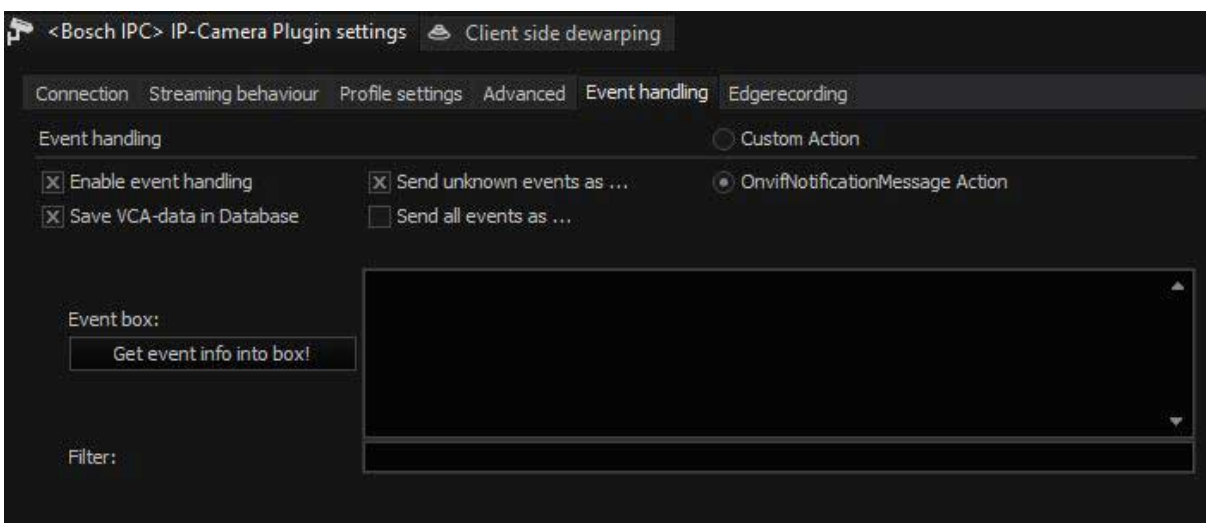 <Bosch IPC> IP-Camera Plugin settings Client side dewarping
Connection Streaming behaviour Profile settings Advanced Event handling Edgerecording
Event handling Custom Action
Enable event handling Send unknown events as ... OnvifNotificationMessage Action
Save VCA-data in Database Send all events as ...
Event box:
Get event info into box!
Filter: